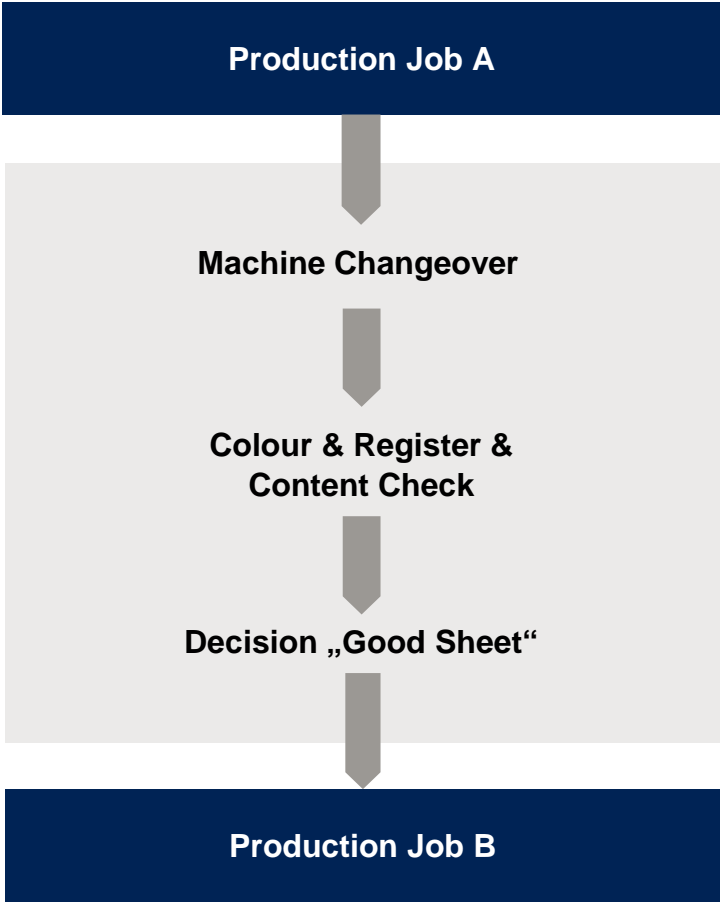 Production Job A
Machine Changeover
Colour & Register &
Content Check
Decision „Good Sheet“
Production Job B